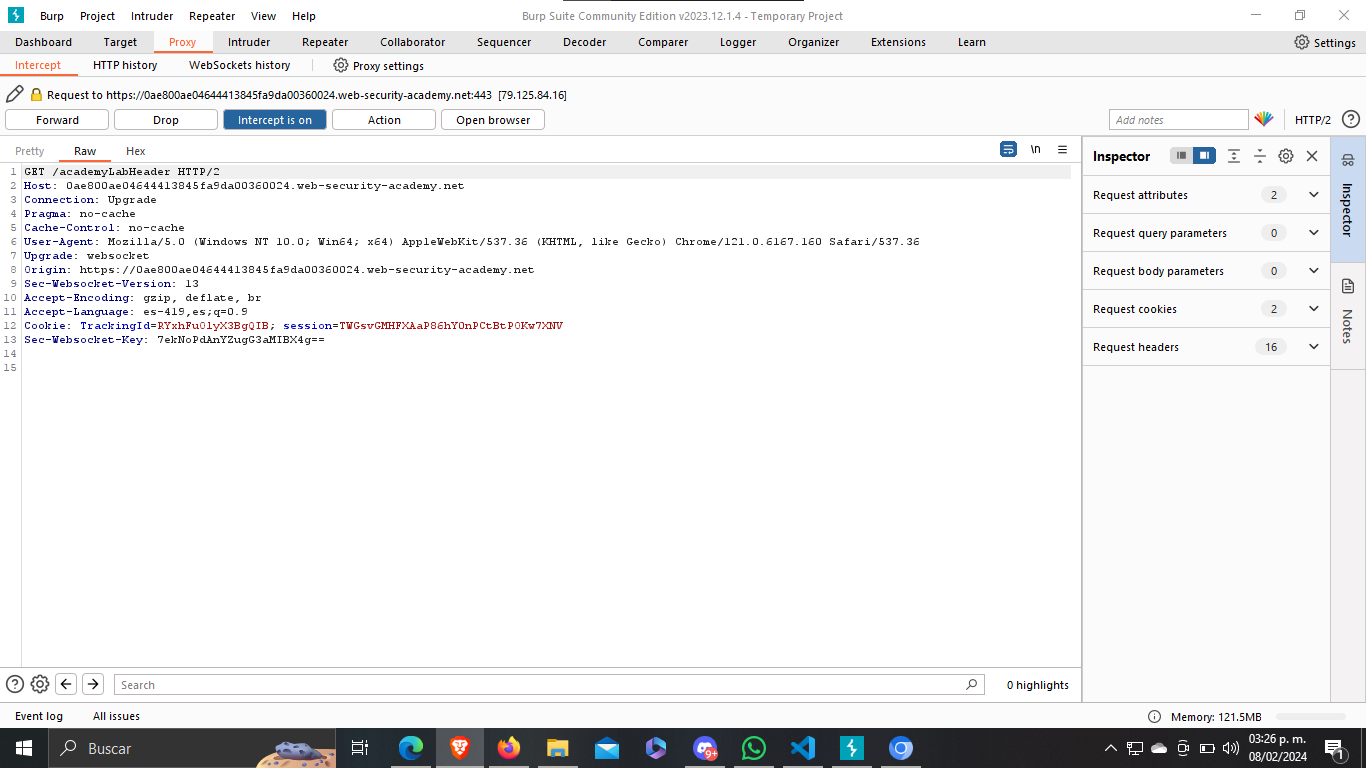 Burp Project Intruder Repeater View Help Burp Suite Community Edition v2023.12.1.4 - Temporary Project
Dashboard Target Proxy Intruder Repeater Collaborator Sequencer Decoder Comparer Logger Organizer Extensions Learn Settings
Intercept HTTP history WebSockets history Proxy settings
Request to https://0ae800ae04644413845fa9da00360024.web-security-academy.net:443 [79.125.84.16]
Forward Drop Intercept is on Action Open browser Add notes HTTP/2 ?
Pretty Raw Hex \n
Inspector
1 GET /academyLabHeader HTTP/2
2 Host: 0ae800ae04644413845fa9da00360024.web-security-academy.net
3 Connection: Upgrade
4 Pragma: no-cache
5 Cache-Control: no-cache
6 User-Agent: Mozilla/5.0 (Windows NT 10.0; Win64; x64) AppleWebKit/537.36 (KHTML, like Gecko) Chrome/121.0.6167.160 Safari/537.36
7 Upgrade: websocket
8 Origin: https://0ae800ae04644413845fa9da00360024.web-security-academy.net
9 Sec-Websocket-Version: 13
10 Accept-Encoding: gzip, deflate, br
11 Accept-Language: es-419,es;q=0.9
12 Cookie: TrackingId=RYxhFuOlyX3BgQIB; session=TWGsvGMHFXAaP86hY0nPCtBtP0Kw7XNV
13 Sec-Websocket-Key: 7ekNoPdAnYZugG3aMIBX4g==
14
15
Request attributes 2
Request query parameters 0
Request body parameters 0
Request cookies 2
Request headers 16
Inspector
Notes
? Search 0 highlights
Event log All issues Memory: 121.5MB
Buscar 9+ 03:26 p. m.
08/02/2024 1